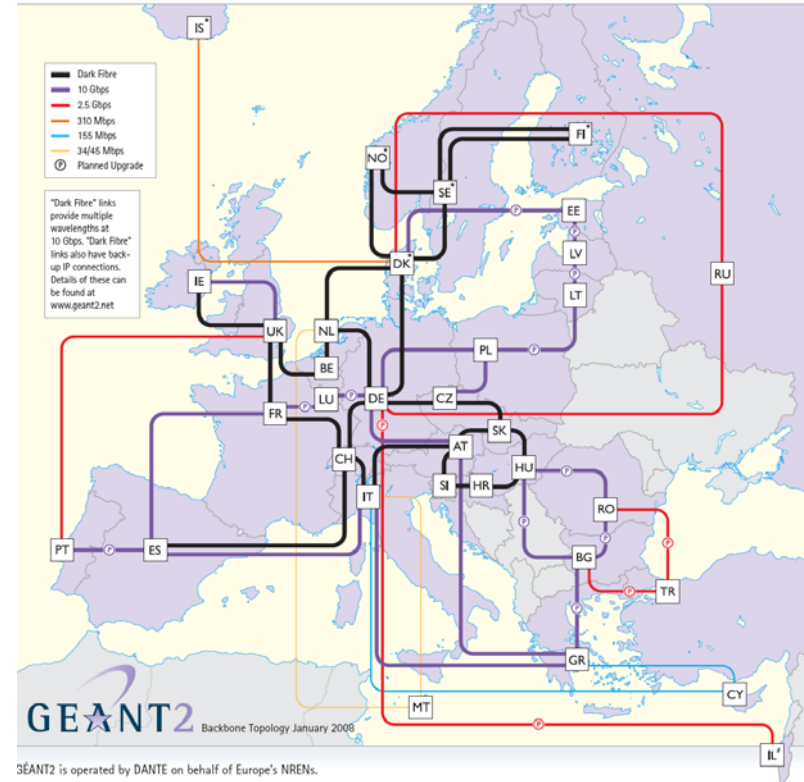 IS*
Dark Fibre
10 Gbps
2.5 Gbps
310 Mbps
155 Mbps
34/45 Mbps
P Planned Upgrade
"Dark Fibre" links
provide multiple
wavelengths at
10 Gbps. "Dark Fibre"
links also have back-
up IP connections.
Details of these can
be found at
www.geant2.net
FI*
NO*
SE*
EE
P
LV
P
DK*
RU
IE
LT
UK
NL
PL
P
BE
LU
DE
CZ
P
P
FR
P
SK
AT
CH
HU
P
SI
HR
IT
RO
P
P
P
PT
P
ES
BG
P
TR
P
GR
CY
MT
P
IL#
P
GEANT2 Backbone Topology January 2008
GÉANT2 is operated by DANTE on behalf of Europe's NRENs.